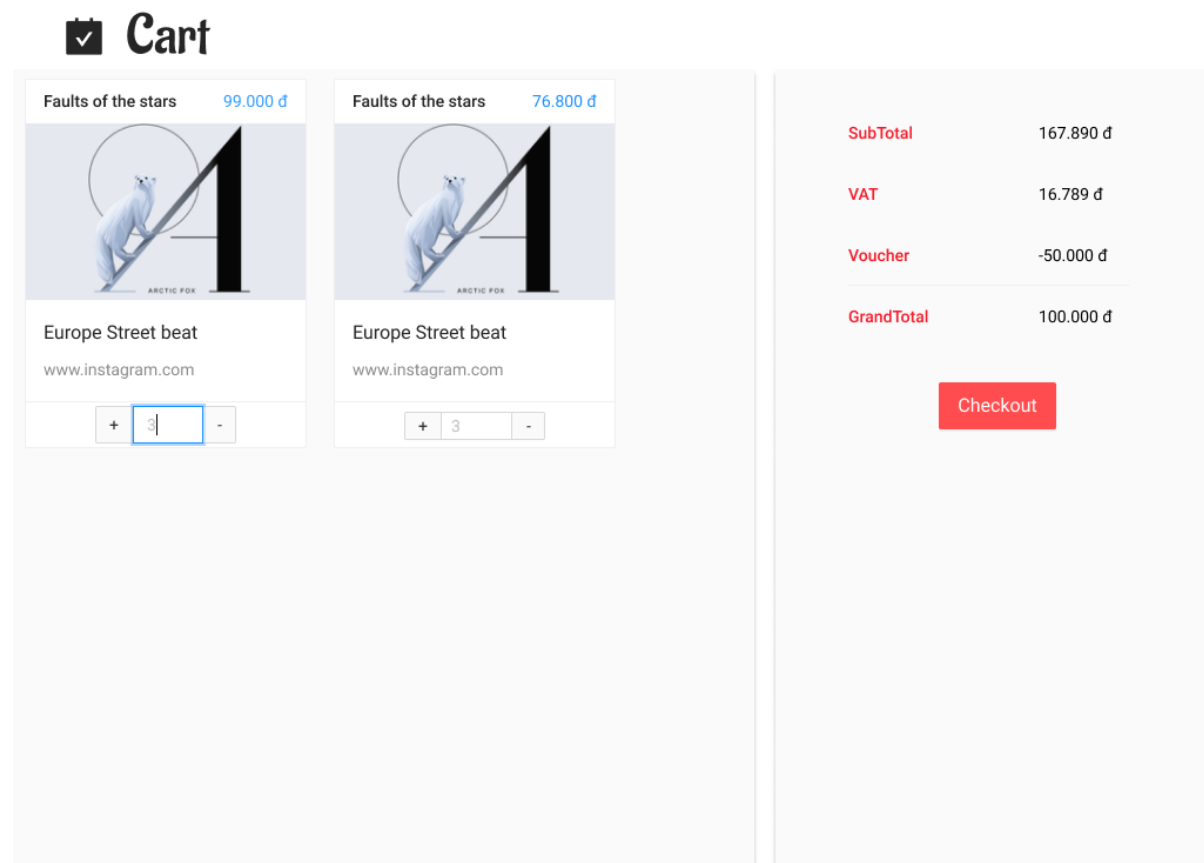 Cart
Faults of the stars 99.000 đ
ARCTIC FOX
Europe Street beat
www.instagram.com
+ 3 -
Faults of the stars 76.800 đ
ARCTIC FOX
Europe Street beat
www.instagram.com
+ 3 -
SubTotal 167.890 đ
VAT 16.789 đ
Voucher -50.000 đ
GrandTotal 100.000 đ
Checkout